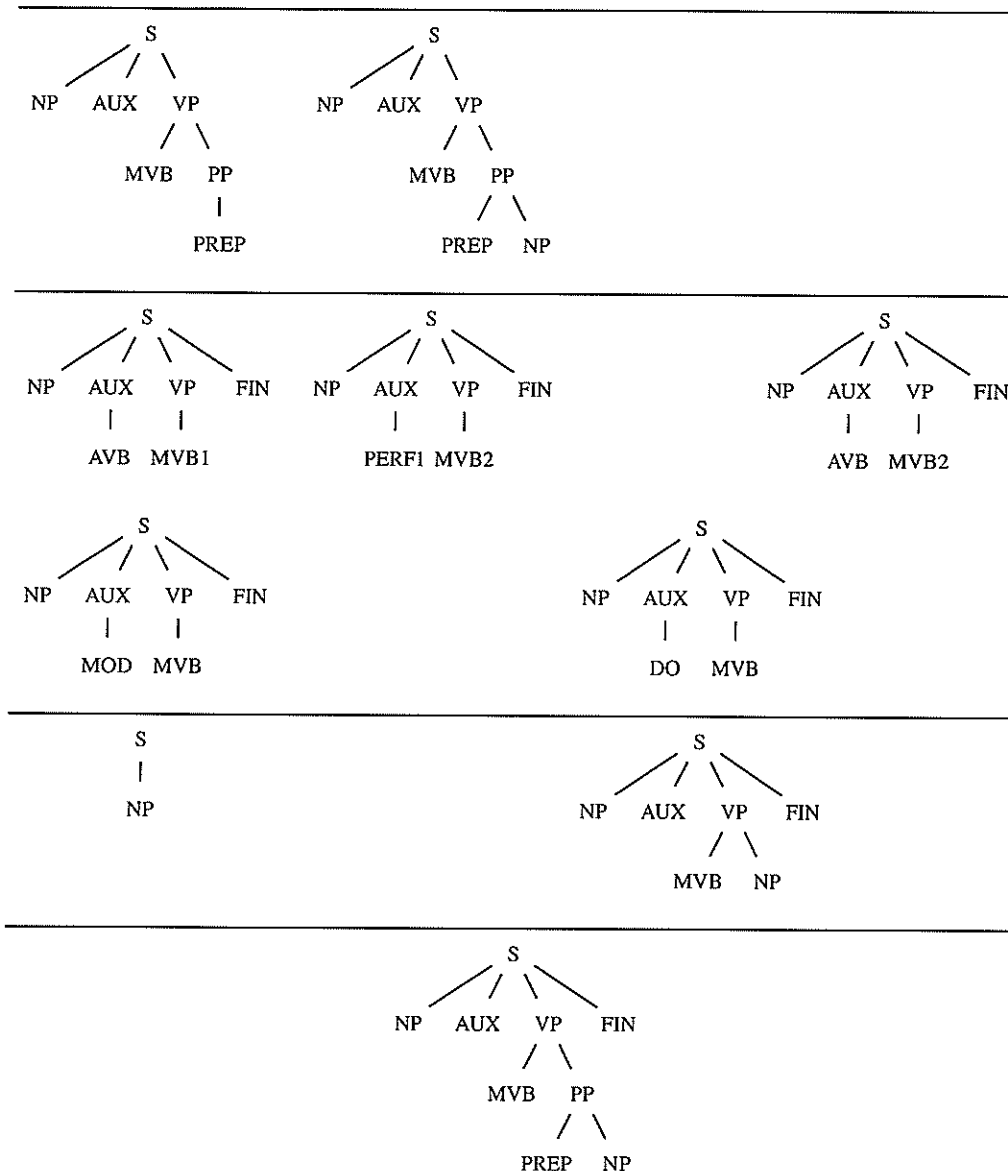 S S
NP AUX VP NP AUX VP
MVB PP MVB PP
PREP PREP NP
S S S
NP AUX VP FIN NP AUX VP FIN NP AUX VP FIN
AVB MVB1 PERF1 MVB2 AVB MVB2
S S
NP AUX VP FIN NP AUX VP FIN
MOD MVB DO MVB
S S
NP NP AUX VP FIN
MVB NP
S
NP AUX VP FIN
MVB PP
PREP NP